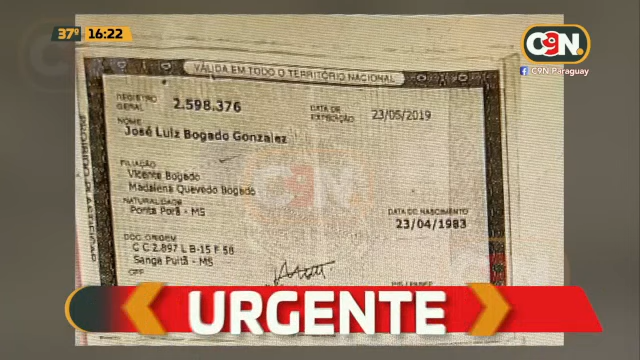 37º 16:22
C9N.
C9N Paraguay
VÁLIDA EM TODO O TERRITÓRIO NACIONAL
REGISTRO GERAL 2.598.376
DATA DE EXPEDIÇÃO 23/05/2019
NOME
José Luiz Bogado Gonzalez
FILIAÇÃO
Vicente Bogado
Madalena Quevedo Bogado
NATURALIDADE
Ponta Porã - MS
DATA DE NASCIMENTO
23/04/1983
DOC ORIGEM
C C 2.897 L B-15 F 58
Sanga Puitã - MS
CPF
C9N.
URGENTE